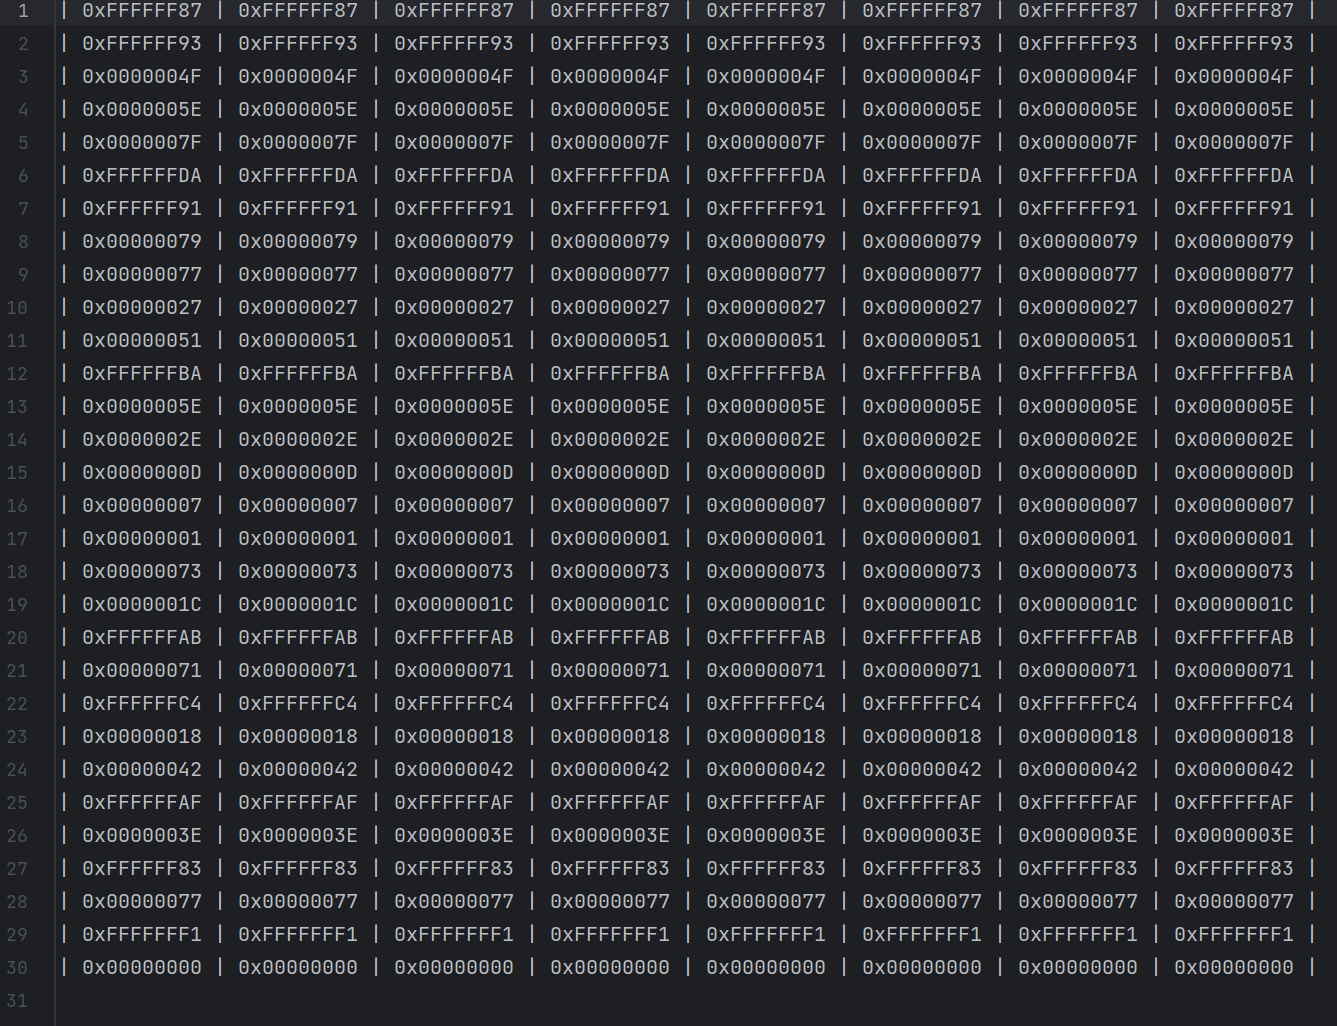 1 | 0xFFFFFF87 | 0xFFFFFF87 | 0xFFFFFF87 | 0xFFFFFF87 | 0xFFFFFF87 | 0xFFFFFF87 | 0xFFFFFF87 | 0xFFFFFF87 |
2 | 0xFFFFFF93 | 0xFFFFFF93 | 0xFFFFFF93 | 0xFFFFFF93 | 0xFFFFFF93 | 0xFFFFFF93 | 0xFFFFFF93 | 0xFFFFFF93 |
3 | 0x0000004F | 0x0000004F | 0x0000004F | 0x0000004F | 0x0000004F | 0x0000004F | 0x0000004F | 0x0000004F |
4 | 0x0000005E | 0x0000005E | 0x0000005E | 0x0000005E | 0x0000005E | 0x0000005E | 0x0000005E | 0x0000005E |
5 | 0x0000007F | 0x0000007F | 0x0000007F | 0x0000007F | 0x0000007F | 0x0000007F | 0x0000007F | 0x0000007F |
6 | 0xFFFFFFDA | 0xFFFFFFDA | 0xFFFFFFDA | 0xFFFFFFDA | 0xFFFFFFDA | 0xFFFFFFDA | 0xFFFFFFDA | 0xFFFFFFDA |
7 | 0xFFFFFF91 | 0xFFFFFF91 | 0xFFFFFF91 | 0xFFFFFF91 | 0xFFFFFF91 | 0xFFFFFF91 | 0xFFFFFF91 | 0xFFFFFF91 |
8 | 0x00000079 | 0x00000079 | 0x00000079 | 0x00000079 | 0x00000079 | 0x00000079 | 0x00000079 | 0x00000079 |
9 | 0x00000077 | 0x00000077 | 0x00000077 | 0x00000077 | 0x00000077 | 0x00000077 | 0x00000077 | 0x00000077 |
10 | 0x00000027 | 0x00000027 | 0x00000027 | 0x00000027 | 0x00000027 | 0x00000027 | 0x00000027 | 0x00000027 |
11 | 0x00000051 | 0x00000051 | 0x00000051 | 0x00000051 | 0x00000051 | 0x00000051 | 0x00000051 | 0x00000051 |
12 | 0xFFFFFFBA | 0xFFFFFFBA | 0xFFFFFFBA | 0xFFFFFFBA | 0xFFFFFFBA | 0xFFFFFFBA | 0xFFFFFFBA | 0xFFFFFFBA |
13 | 0x0000005E | 0x0000005E | 0x0000005E | 0x0000005E | 0x0000005E | 0x0000005E | 0x0000005E | 0x0000005E |
14 | 0x0000002E | 0x0000002E | 0x0000002E | 0x0000002E | 0x0000002E | 0x0000002E | 0x0000002E | 0x0000002E |
15 | 0x0000000D | 0x0000000D | 0x0000000D | 0x0000000D | 0x0000000D | 0x0000000D | 0x0000000D | 0x0000000D |
16 | 0x00000007 | 0x00000007 | 0x00000007 | 0x00000007 | 0x00000007 | 0x00000007 | 0x00000007 | 0x00000007 |
17 | 0x00000001 | 0x00000001 | 0x00000001 | 0x00000001 | 0x00000001 | 0x00000001 | 0x00000001 | 0x00000001 |
18 | 0x00000073 | 0x00000073 | 0x00000073 | 0x00000073 | 0x00000073 | 0x00000073 | 0x00000073 | 0x00000073 |
19 | 0x0000001C | 0x0000001C | 0x0000001C | 0x0000001C | 0x0000001C | 0x0000001C | 0x0000001C | 0x0000001C |
20 | 0xFFFFFFAB | 0xFFFFFFAB | 0xFFFFFFAB | 0xFFFFFFAB | 0xFFFFFFAB | 0xFFFFFFAB | 0xFFFFFFAB | 0xFFFFFFAB |
21 | 0x00000071 | 0x00000071 | 0x00000071 | 0x00000071 | 0x00000071 | 0x00000071 | 0x00000071 | 0x00000071 |
22 | 0xFFFFFFC4 | 0xFFFFFFC4 | 0xFFFFFFC4 | 0xFFFFFFC4 | 0xFFFFFFC4 | 0xFFFFFFC4 | 0xFFFFFFC4 | 0xFFFFFFC4 |
23 | 0x00000018 | 0x00000018 | 0x00000018 | 0x00000018 | 0x00000018 | 0x00000018 | 0x00000018 | 0x00000018 |
24 | 0x00000042 | 0x00000042 | 0x00000042 | 0x00000042 | 0x00000042 | 0x00000042 | 0x00000042 | 0x00000042 |
25 | 0xFFFFFFAF | 0xFFFFFFAF | 0xFFFFFFAF | 0xFFFFFFAF | 0xFFFFFFAF | 0xFFFFFFAF | 0xFFFFFFAF | 0xFFFFFFAF |
26 | 0x0000003E | 0x0000003E | 0x0000003E | 0x0000003E | 0x0000003E | 0x0000003E | 0x0000003E | 0x0000003E |
27 | 0xFFFFFF83 | 0xFFFFFF83 | 0xFFFFFF83 | 0xFFFFFF83 | 0xFFFFFF83 | 0xFFFFFF83 | 0xFFFFFF83 | 0xFFFFFF83 |
28 | 0x00000077 | 0x00000077 | 0x00000077 | 0x00000077 | 0x00000077 | 0x00000077 | 0x00000077 | 0x00000077 |
29 | 0xFFFFFFF1 | 0xFFFFFFF1 | 0xFFFFFFF1 | 0xFFFFFFF1 | 0xFFFFFFF1 | 0xFFFFFFF1 | 0xFFFFFFF1 | 0xFFFFFFF1 |
30 | 0x00000000 | 0x00000000 | 0x00000000 | 0x00000000 | 0x00000000 | 0x00000000 | 0x00000000 | 0x00000000 |
31